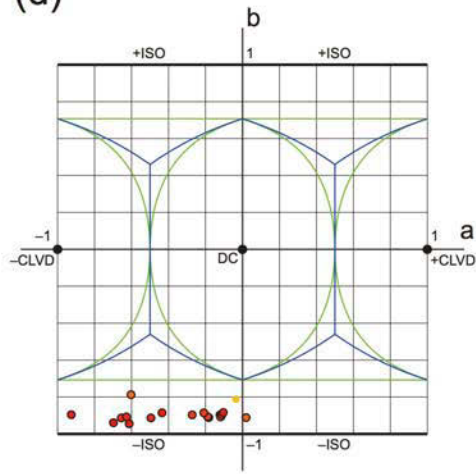 (d)
b
+ISO 1 +ISO
–1 1 a
–CLVD DC +CLVD
–ISO –1 –ISO